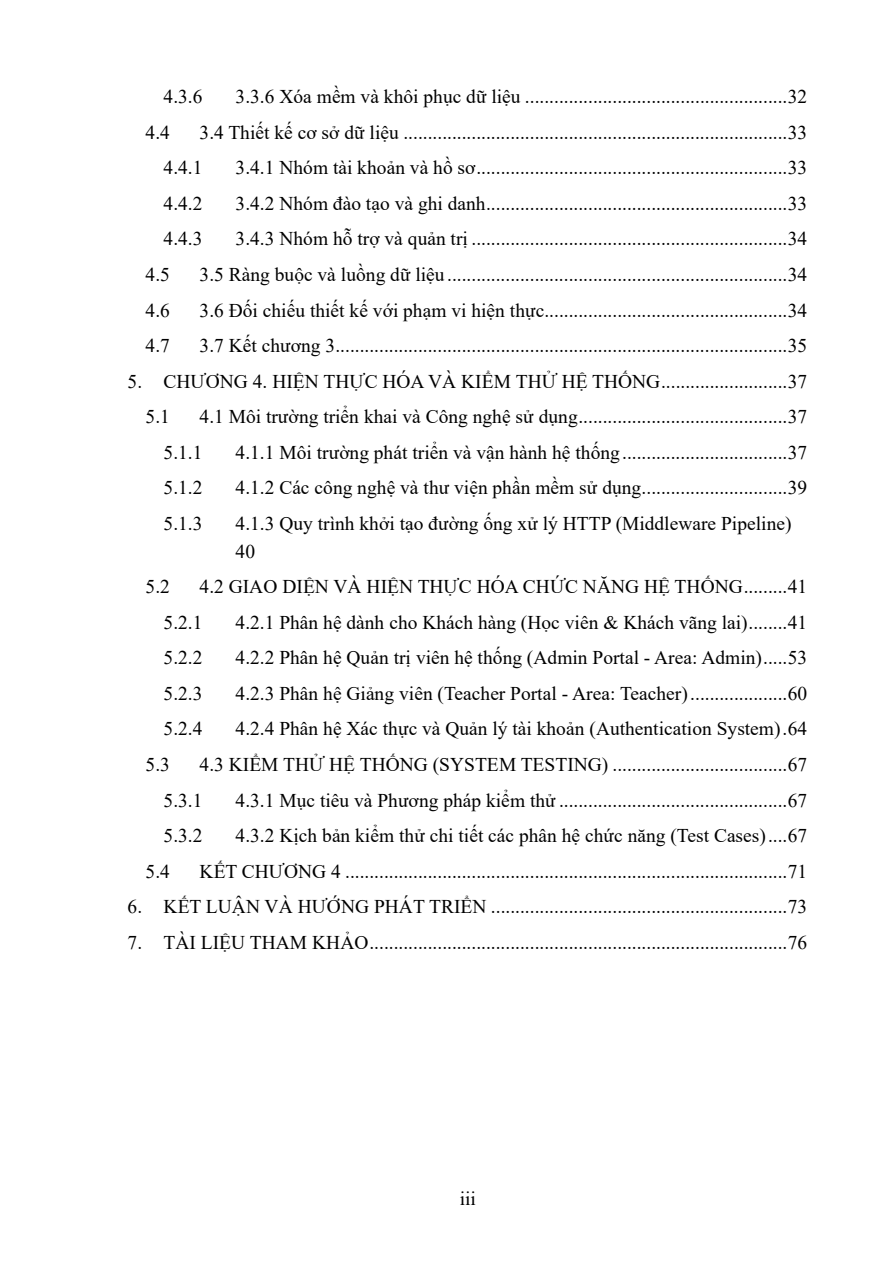 4.3.6 3.3.6 Xóa mềm và khôi phục dữ liệu ........................................................32
4.4 3.4 Thiết kế cơ sở dữ liệu ..................................................................................33
4.4.1 3.4.1 Nhóm tài khoản và hồ sơ..................................................................33
4.4.2 3.4.2 Nhóm đào tạo và ghi danh................................................................33
4.4.3 3.4.3 Nhóm hỗ trợ và quản trị ...................................................................34
4.5 3.5 Ràng buộc và luồng dữ liệu.........................................................................34
4.6 3.6 Đối chiếu thiết kế với phạm vi hiện thực....................................................34
4.7 3.7 Kết chương 3................................................................................................35
5. CHƯƠNG 4. HIỆN THỰC HÓA VÀ KIỂM THỬ HỆ THỐNG...........................37
5.1 4.1 Môi trường triển khai và Công nghệ sử dụng.............................................37
5.1.1 4.1.1 Môi trường phát triển và vận hành hệ thống...................................37
5.1.2 4.1.2 Các công nghệ và thư viện phần mềm sử dụng...............................39
5.1.3 4.1.3 Quy trình khởi tạo đường ống xử lý HTTP (Middleware Pipeline)
40
5.2 4.2 GIAO DIỆN VÀ HIỆN THỰC HÓA CHỨC NĂNG HỆ THỐNG.........41
5.2.1 4.2.1 Phân hệ dành cho Khách hàng (Học viên & Khách vãng lai)........41
5.2.2 4.2.2 Phân hệ Quản trị viên hệ thống (Admin Portal - Area: Admin).....53
5.2.3 4.2.3 Phân hệ Giảng viên (Teacher Portal - Area: Teacher)....................60
5.2.4 4.2.4 Phân hệ Xác thực và Quản lý tài khoản (Authentication System).64
5.3 4.3 KIỂM THỬ HỆ THỐNG (SYSTEM TESTING) .....................................67
5.3.1 4.3.1 Mục tiêu và Phương pháp kiểm thử ................................................67
5.3.2 4.3.2 Kịch bản kiểm thử chi tiết các phân hệ chức năng (Test Cases)....67
5.4 KẾT CHƯƠNG 4 ..............................................................................................71
6. KẾT LUẬN VÀ HƯỚNG PHÁT TRIỂN ...............................................................73
7. TÀI LIỆU THAM KHẢO.........................................................................................76
iii